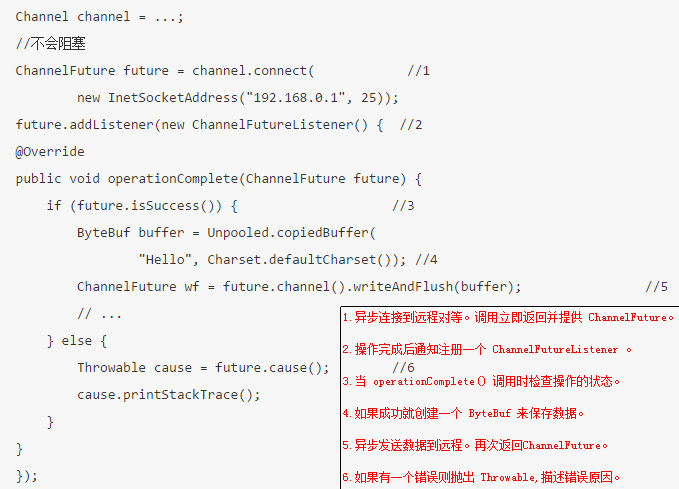 Channel channel = ...;
//不会阻塞
ChannelFuture future = channel.connect( //1
new InetSocketAddress("192.168.0.1", 25));
future.addListener(new ChannelFutureListener() { //2
@Override
public void operationComplete(ChannelFuture future) {
if (future.isSuccess()) { //3
ByteBuf buffer = Unpooled.copiedBuffer(
"Hello", Charset.defaultCharset()); //4
ChannelFuture wf = future.channel().writeAndFlush(buffer); //5
// ...
} else {
Throwable cause = future.cause(); //6
cause.printStackTrace();
}
}
});
1.异步连接到远程对等。调用立即返回并提供 ChannelFuture。
2.操作完成后通知注册一个 ChannelFutureListener 。
3.当 operationComplete() 调用时检查操作的状态。
4.如果成功就创建一个 ByteBuf 来保存数据。
5.异步发送数据到远程。再次返回ChannelFuture。
6.如果有一个错误则抛出 Throwable,描述错误原因。